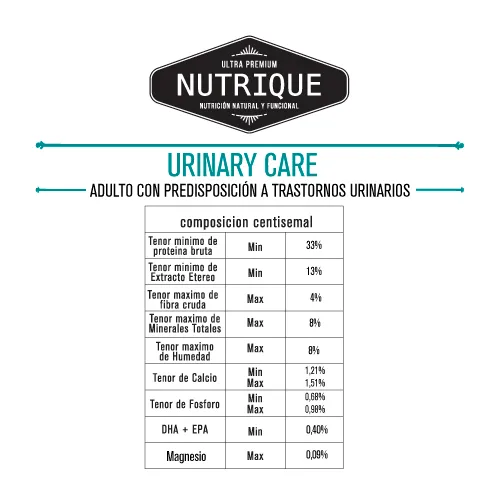 ULTRA PREMIUM
NUTRIQUE
NUTRICIÓN NATURAL Y FUNCIONAL
URINARY CARE
ADULTO CON PREDISPOSICIÓN A TRASTORNOS URINARIOS
composicion centisemal
Tenor minimo de
proteina bruta
Min
33%
Tenor minimo de
Extracto Etereo
Min
13%
Tenor maximo de
fibra cruda
Max
4%
Tenor maximo de
Minerales Totales
Max
8%
Tenor maximo
de Humedad
Max
8%
Tenor de Calcio
Min
Max
1,21%
1,51%
Tenor de Fosforo
Min
Max
0,68%
0,98%
DHA + EPA
Min
0,40%
Magnesio
Max
0,09%